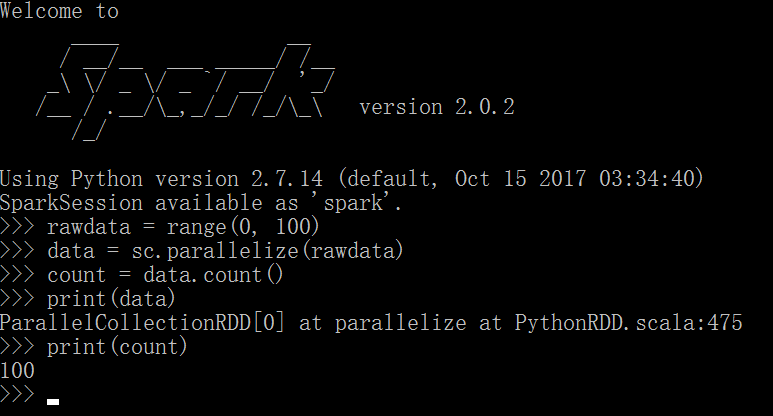 Welcome to
      ____              __
     / __/__  ___ _____/ /__
    _\ \/ _ \/ _ `/ __/  '_/
   /__ / .__/\_,_/_/ /_/\_\   version 2.0.2
      /_/
Using Python version 2.7.14 (default, Oct 15 2017 03:34:40)
SparkSession available as 'spark'.
>>> rawdata = range(0, 100)
>>> data = sc.parallelize(rawdata)
>>> count = data.count()
>>> print(data)
ParallelCollectionRDD[0] at parallelize at PythonRDD.scala:475
>>> print(count)
100
>>>